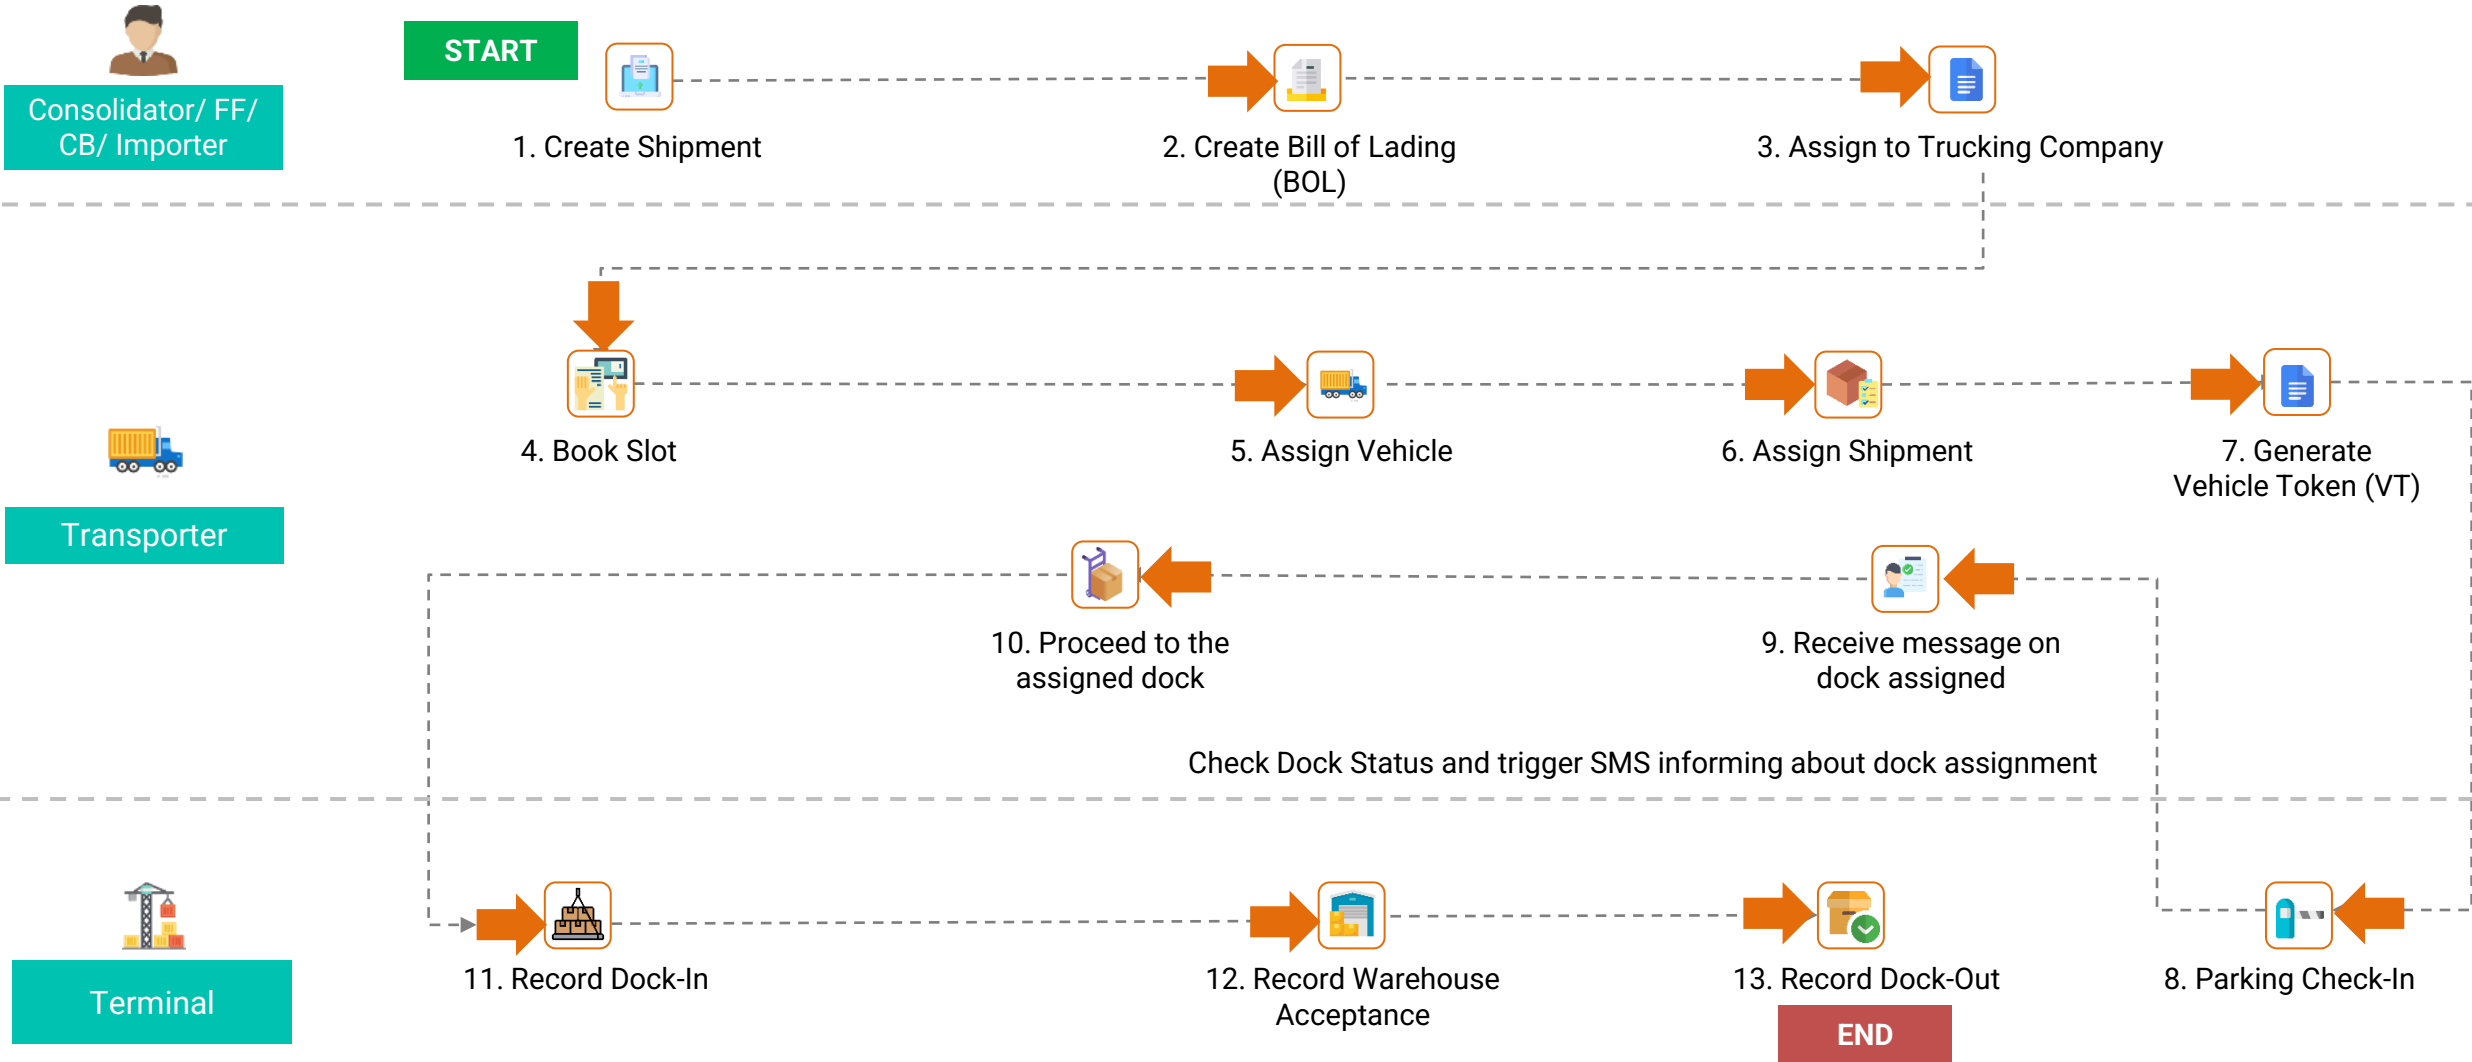 START
Consolidator/ FF/
CB/ Importer
1. Create Shipment
2. Create Bill of Lading
(BOL)
3. Assign to Trucking Company
4. Book Slot
5. Assign Vehicle
6. Assign Shipment
7. Generate
Vehicle Token (VT)
Transporter
10. Proceed to the
assigned dock
9. Receive message on
dock assigned
Check Dock Status and trigger SMS informing about dock assignment
Terminal
11. Record Dock-In
12. Record Warehouse
Acceptance
13. Record Dock-Out
8. Parking Check-In
END